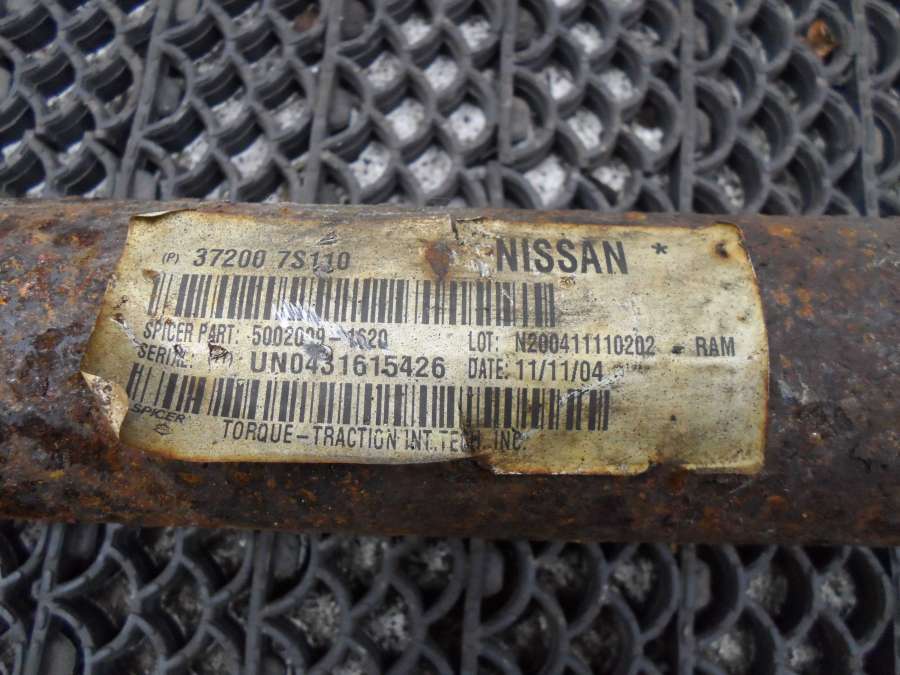 (P) 37200 7S110 NISSAN *
SPICER PART: 5002009-1620 LOT: N200411110202 RAM
SERIAL: UN0431615426 DATE: 11/11/04
SPICER
TORQUE-TRACTION INT. TECH. INC.